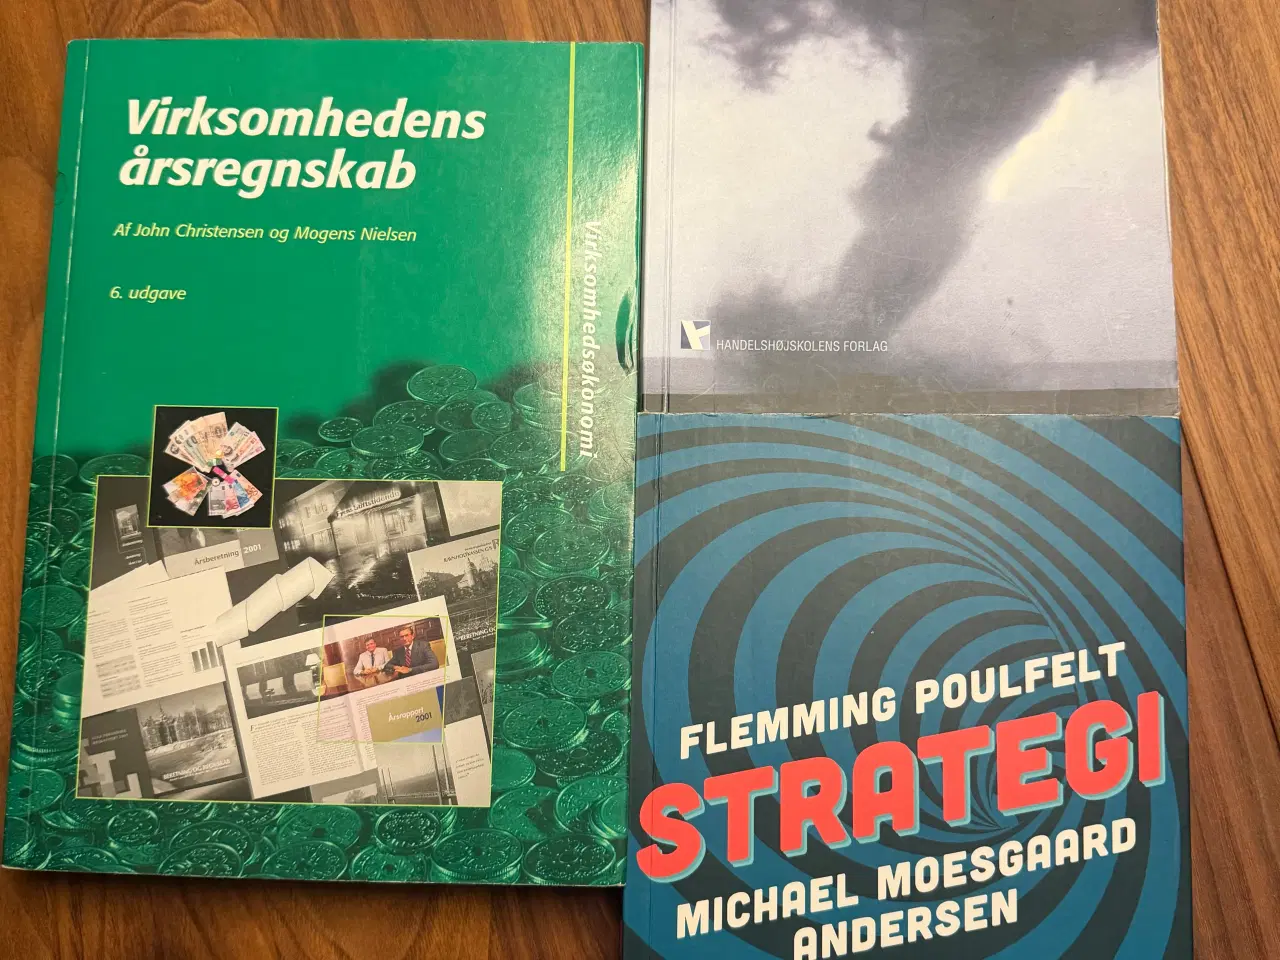 Virksomhedens
årsregnskab
Af John Christensen og Mogens Nielsen
6. udgave
Virksomhedsøkonomi
Årsberetning 2001
Årsrapport
2001
HANDELSHØJSKOLENS FORLAG
FLEMMING POULFELT
STRATEGI
MICHAEL MOESGAARD
ANDERSEN